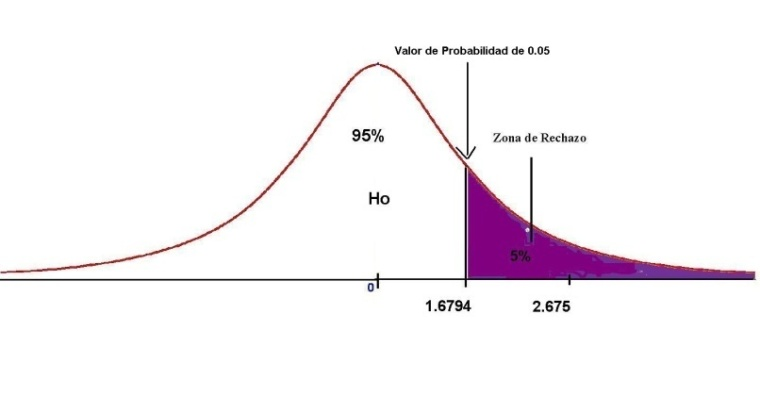 Valor de Probabilidad de 0.05
Zona de Rechazo
95%
Ho
5%
0
1.6794
2.675